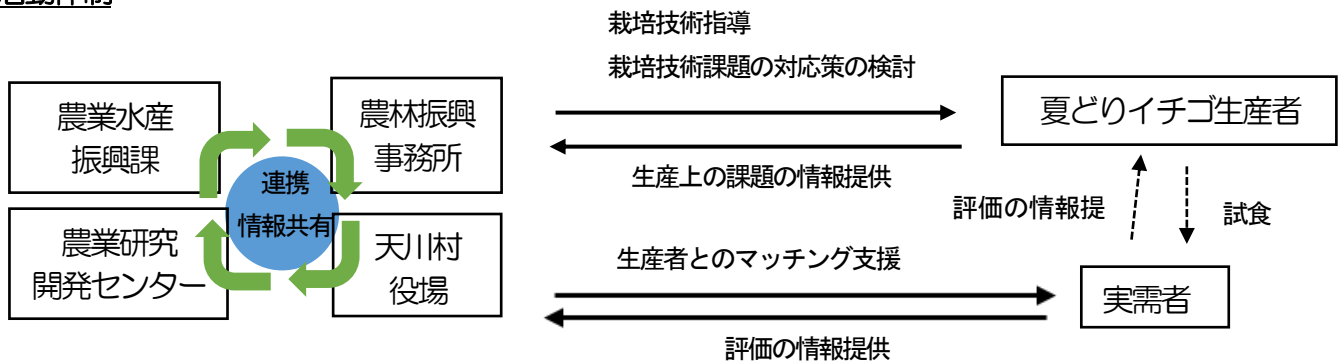 活動体制
栽培技術指導
栽培技術課題の対応策の検討
農業水産
振興課
農林振興
事務所
連携
情報共有
農業研究
開発センター
天川村
役場
生産上の課題の情報提供
夏どりイチゴ生産者
評価の情報提
試食
生産者とのマッチング支援
実需者
評価の情報提供